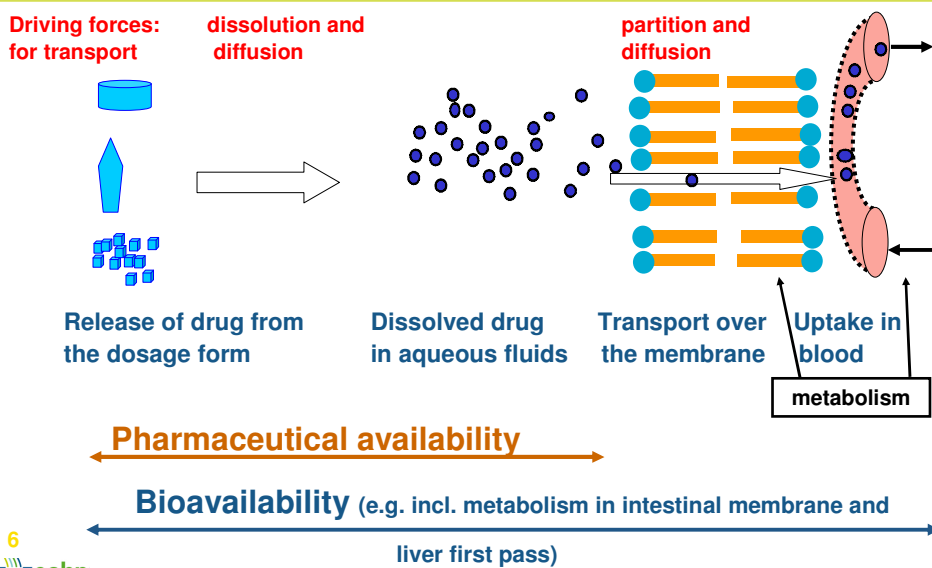 Driving forces: dissolution and partition and
for transport diffusion diffusion
Release of drug from Dissolved drug Transport over Uptake in
the dosage form in aqueous fluids the membrane blood
metabolism
Pharmaceutical availability
Bioavailability (e.g. incl. metabolism in intestinal membrane and
liver first pass)
6